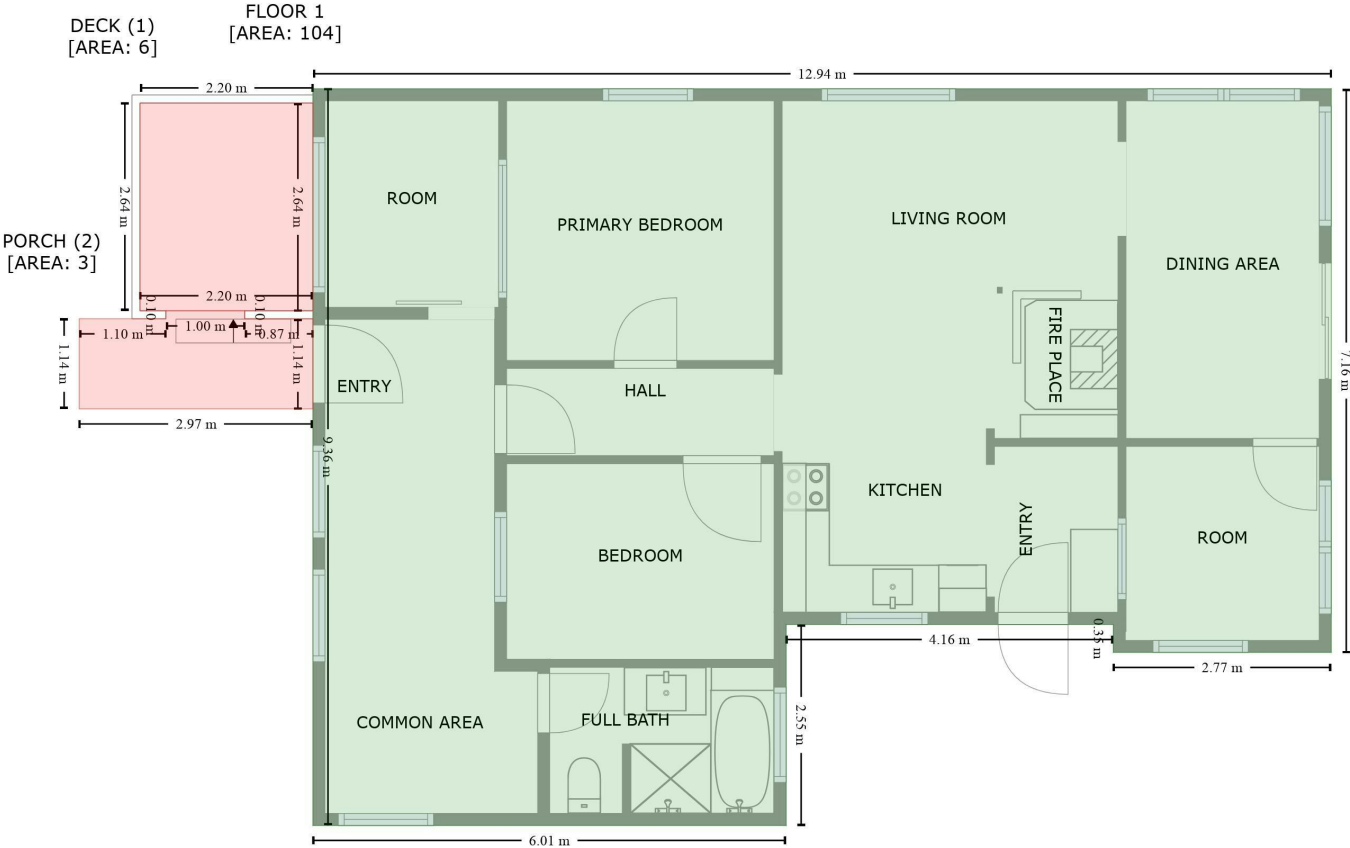 FLOOR 1
[AREA: 104]
DECK (1)
[AREA: 6]
12.94 m
2.20 m
2.64 m
2.64 m
ROOM
PRIMARY BEDROOM
LIVING ROOM
DINING AREA
PORCH (2)
[AREA: 3]
2.20 m
0.10 m
0.10 m
1.00 m
1.10 m
0.87 m
1.14 m
1.14 m
2.97 m
ENTRY
HALL
FIRE PLACE
7.16 m
9.36 m
KITCHEN
ENTRY
ROOM
BEDROOM
4.16 m
0.35 m
2.77 m
2.55 m
COMMON AREA
FULL BATH
6.01 m